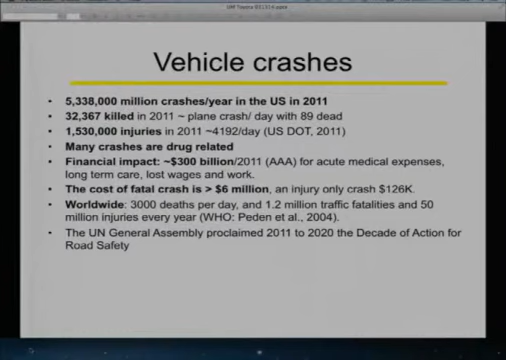 Vehicle crashes
• 5,338,000 million crashes/year in the US in 2011
• 32,367 killed in 2011 ~ plane crash/ day with 89 dead
• 1,530,000 injuries in 2011 ~4192/day (US DOT, 2011)
• Many crashes are drug related
• Financial impact: ~$300 billion/2011 (AAA) for acute medical expenses,
long term care, lost wages and work.
• The cost of fatal crash is > $6 million, an injury only crash $126K.
• Worldwide: 3000 deaths per day, and 1.2 million traffic fatalities and 50
million injuries every year (WHO: Peden et al., 2004).
• The UN General Assembly proclaimed 2011 to 2020 the Decade of Action for
Road Safety